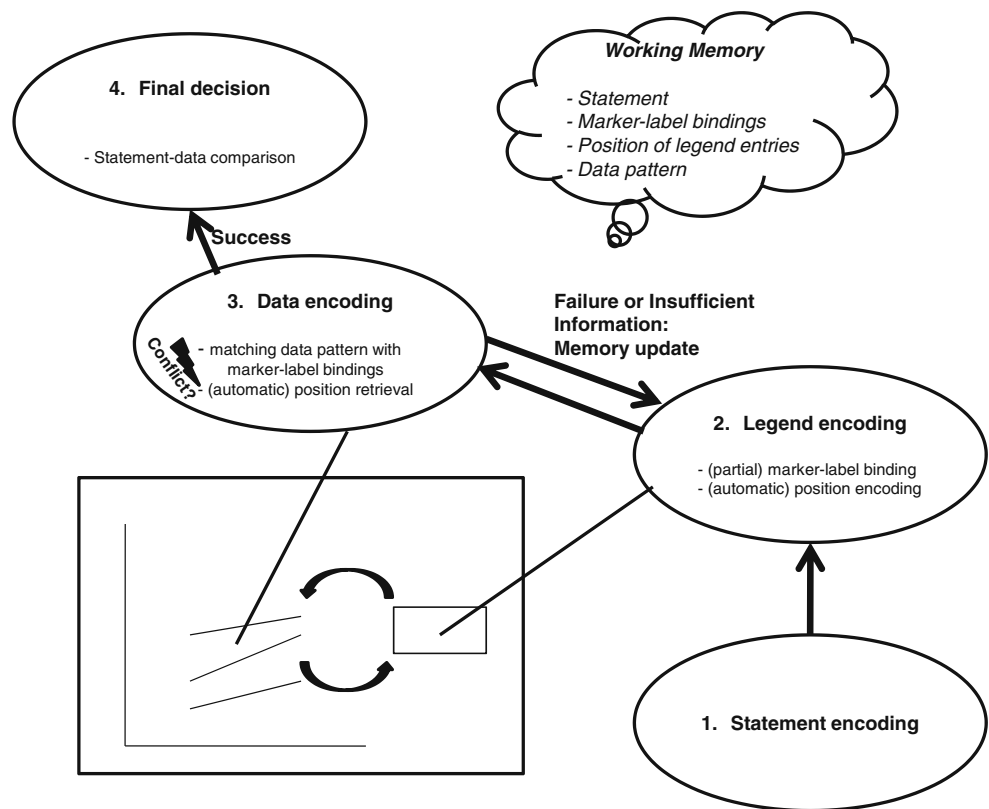 4. Final decision
- Statement-data comparison
Working Memory
- Statement
- Marker-label bindings
- Position of legend entries
- Data pattern
Success
3. Data encoding
Conflict?
- matching data pattern with
marker-label bindings
- (automatic) position retrieval
Failure or Insufficient
Information:
Memory update
2. Legend encoding
- (partial) marker-label binding
- (automatic) position encoding
1. Statement encoding